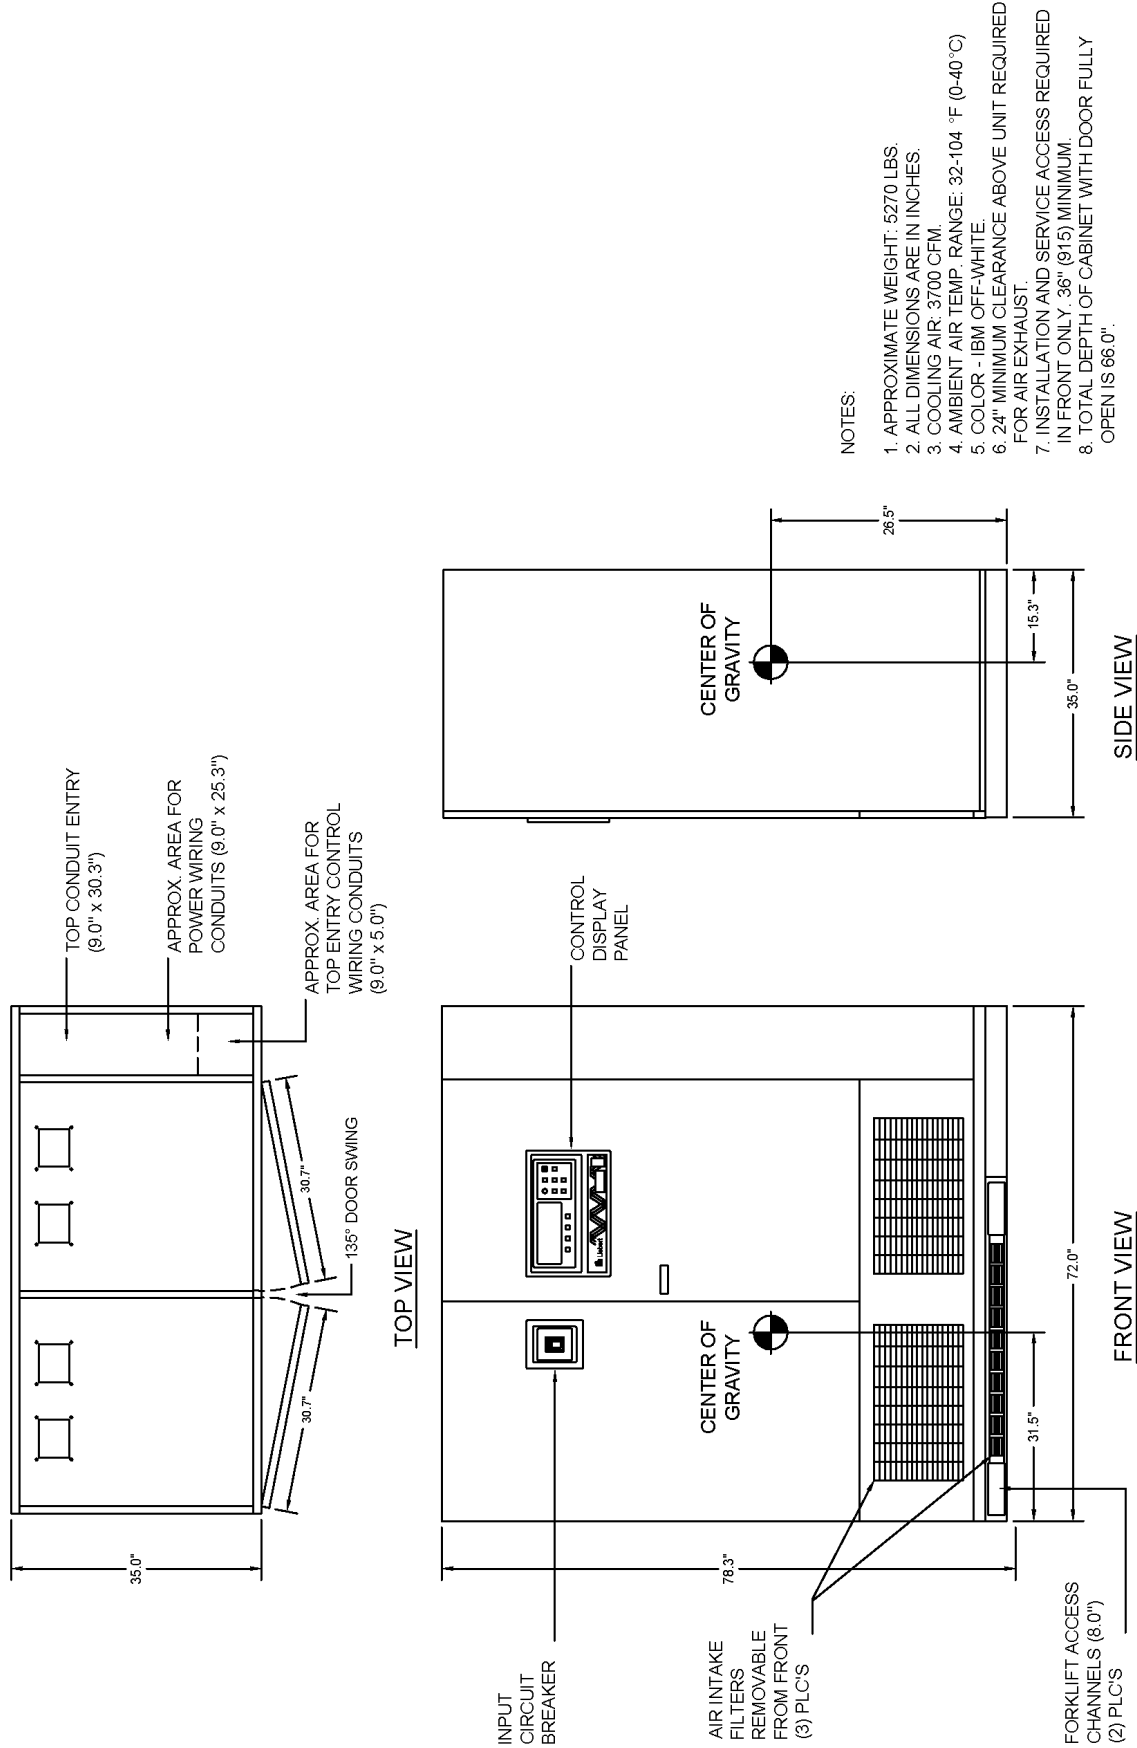 35.0"
TOP CONDUIT ENTRY
(9.0" x 30.3")
APPROX. AREA FOR
POWER WIRING
CONDUITS (9.0" x 25.3")
APPROX. AREA FOR
TOP ENTRY CONTROL
WIRING CONDUITS
(9.0" x 5.0")
30.7"
30.7"
135° DOOR SWING
TOP VIEW
INPUT
CIRCUIT
BREAKER
AIR INTAKE
FILTERS
REMOVABLE
FROM FRONT
(3) PLC'S
FORKLIFT ACCESS
CHANNELS (8.0")
(2) PLC'S
78.3"
Liebert
CONTROL
DISPLAY
PANEL
CENTER OF
GRAVITY
31.5"
72.0"
FRONT VIEW
CENTER OF
GRAVITY
26.5"
15.3"
35.0"
SIDE VIEW
NOTES:
1. APPROXIMATE WEIGHT: 5270 LBS.
2. ALL DIMENSIONS ARE IN INCHES.
3. COOLING AIR: 3700 CFM.
4. AMBIENT AIR TEMP. RANGE: 32-104 °F (0-40°C)
5. COLOR - IBM OFF-WHITE.
6. 24" MINIMUM CLEARANCE ABOVE UNIT REQUIRED
FOR AIR EXHAUST.
7. INSTALLATION AND SERVICE ACCESS REQUIRED
IN FRONT ONLY. 36" (915) MINIMUM.
8. TOTAL DEPTH OF CABINET WITH DOOR FULLY
OPEN IS 66.0".